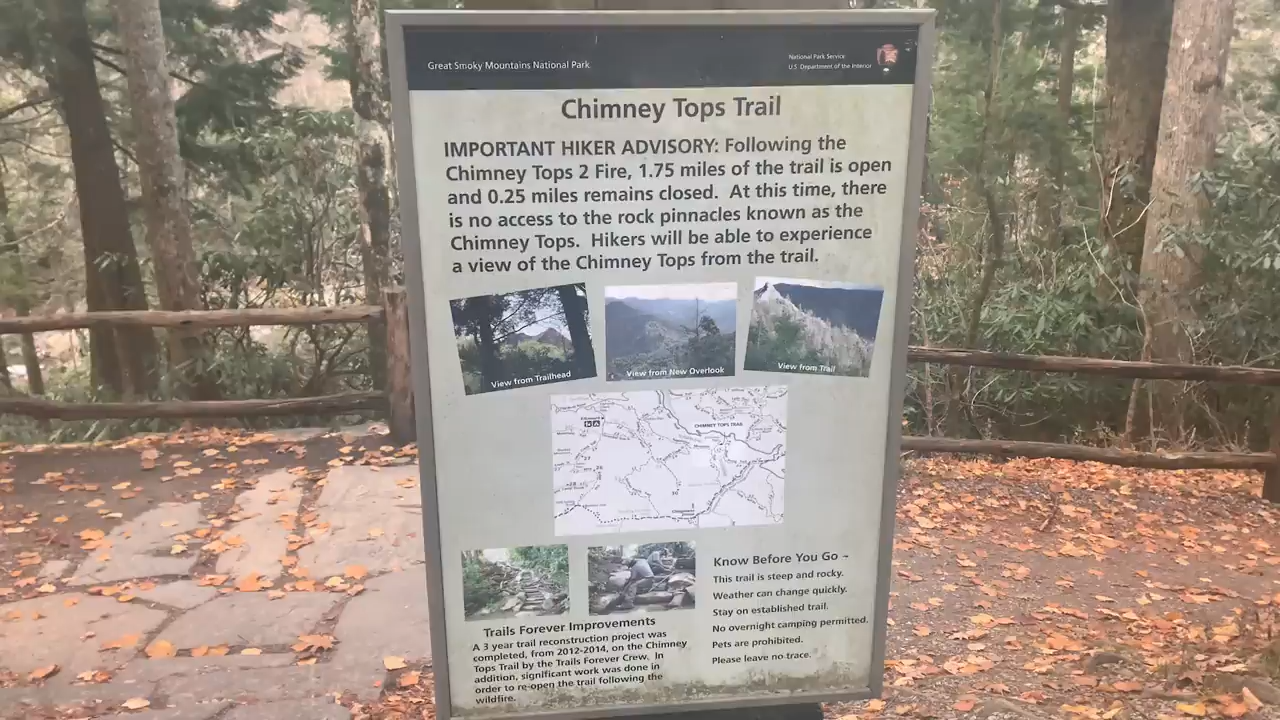 Great Smoky Mountains National Park
National Park Service
U.S. Department of the Interior
Chimney Tops Trail
IMPORTANT HIKER ADVISORY: Following the
Chimney Tops 2 Fire, 1.75 miles of the trail is open
and 0.25 miles remains closed.  At this time, there
is no access to the rock pinnacles known as the
Chimney Tops.  Hikers will be able to experience
a view of the Chimney Tops from the trail.
View from Trailhead
View from New Overlook
View from Trail
CHIMNEY TOPS TRAIL
Know Before You Go ~
This trail is steep and rocky.
Weather can change quickly.
Stay on established trail.
No overnight camping permitted.
Pets are prohibited.
Please leave no trace.
Trails Forever Improvements
A 3 year trail reconstruction project was
completed, from 2012-2014, on the Chimney
Tops Trail by the Trails Forever Crew. In
addition, significant work was done in
order to re-open the trail following the
wildfire.